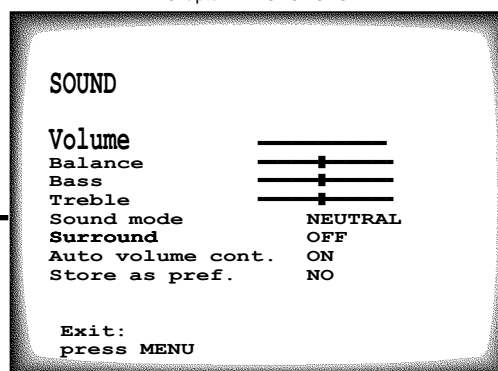 SOUND
Volume
Balance
Bass
Treble
Sound mode NEUTRAL
Surround OFF
Auto volume cont. ON
Store as pref. NO
Exit:
press MENU